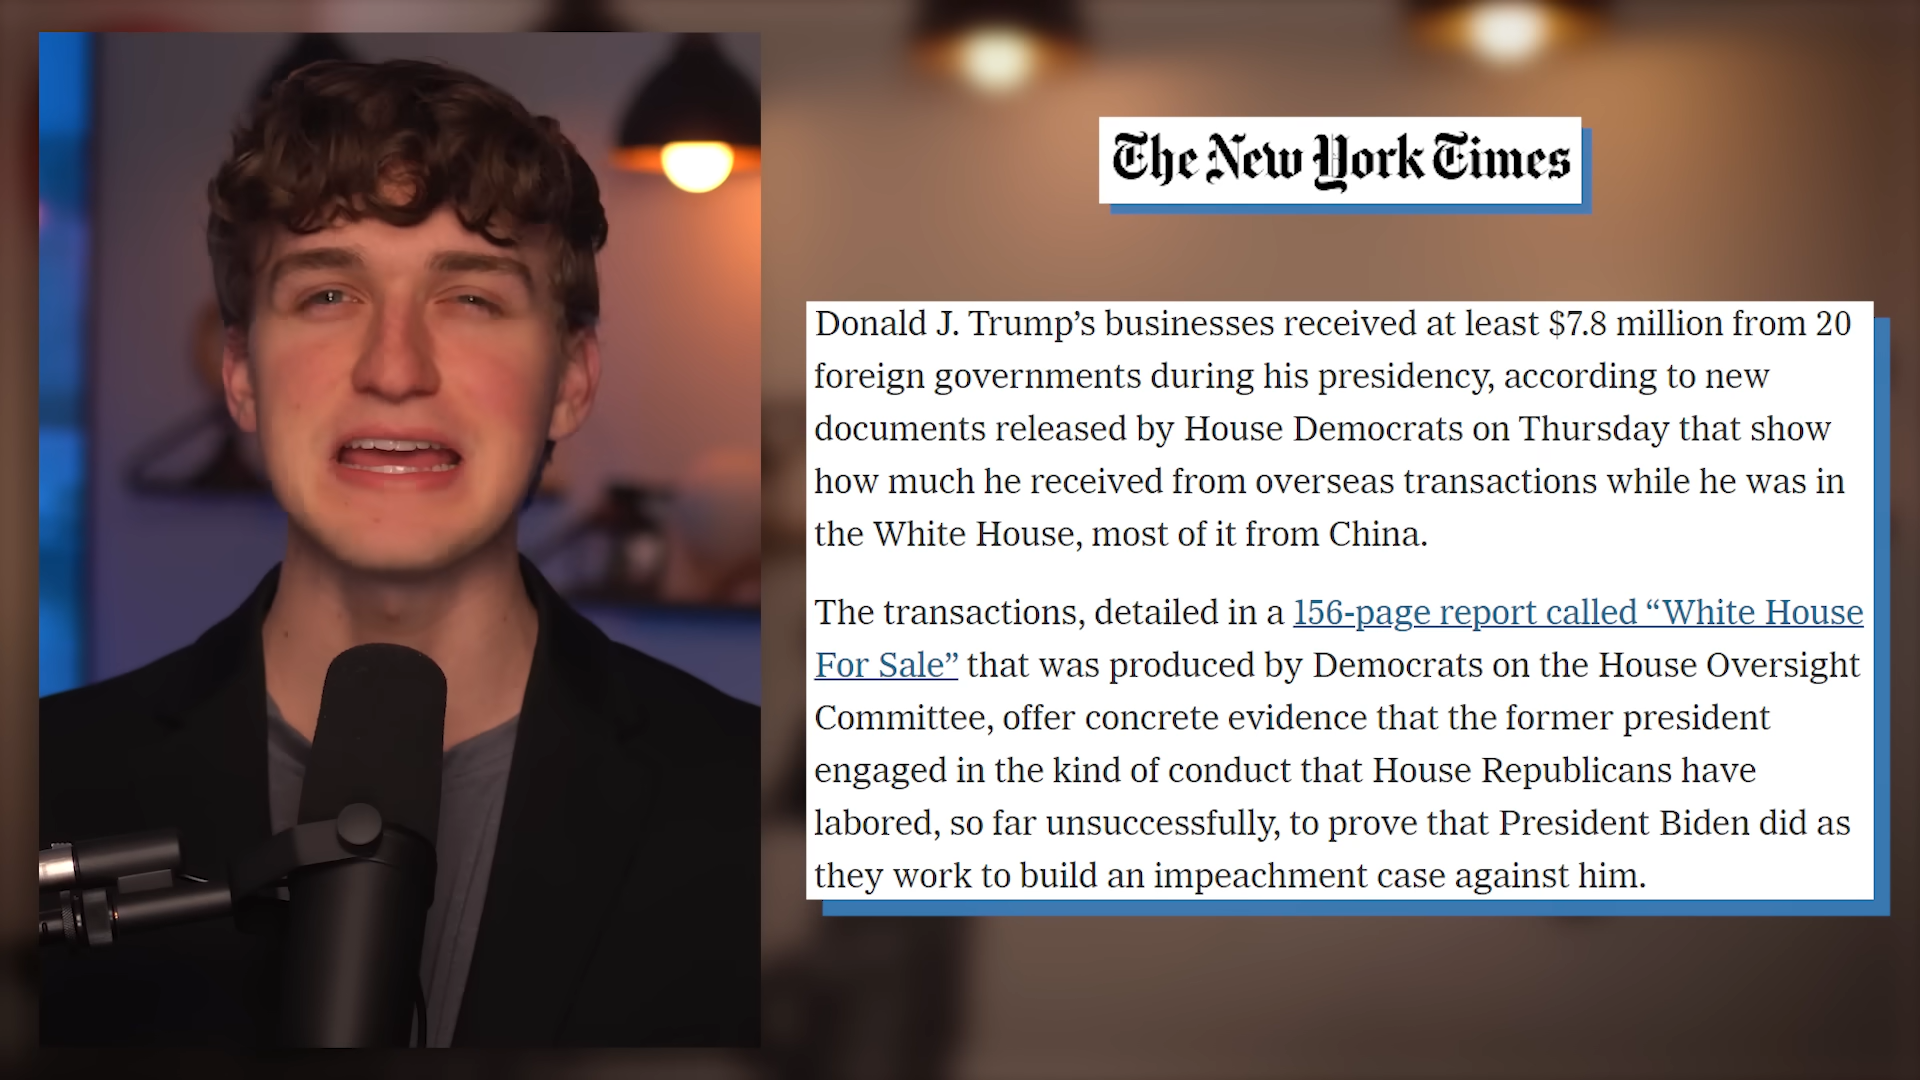 The New York Times
Donald J. Trump’s businesses received at least $7.8 million from 20
foreign governments during his presidency, according to new
documents released by House Democrats on Thursday that show
how much he received from overseas transactions while he was in
the White House, most of it from China.
The transactions, detailed in a 156-page report called “White House
For Sale” that was produced by Democrats on the House Oversight
Committee, offer concrete evidence that the former president
engaged in the kind of conduct that House Republicans have
labored, so far unsuccessfully, to prove that President Biden did as
they work to build an impeachment case against him.